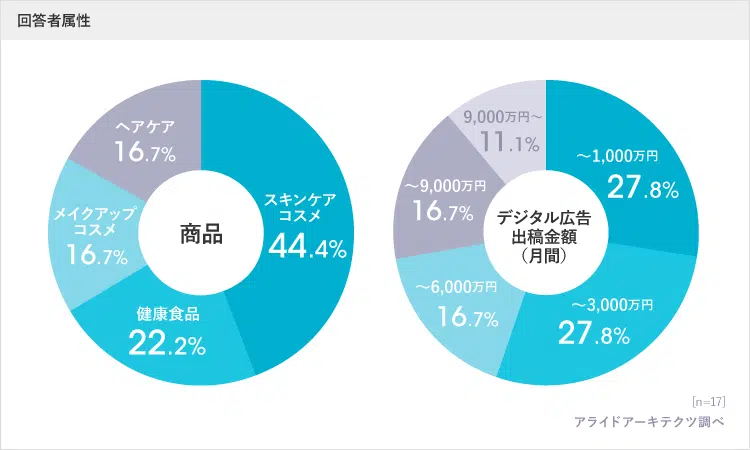 回答者属性
ヘアケア
16.7%
スキンケア
コスメ
44.4%
メイクアップ
コスメ
16.7%
商品
健康食品
22.2%
9,000万円〜
11.1%
〜1,000万円
27.8%
〜9,000万円
16.7%
デジタル広告
出稿金額
（月間）
〜6,000万円
16.7%
〜3,000万円
27.8%
[n=17]
アライドアーキテクツ調べ